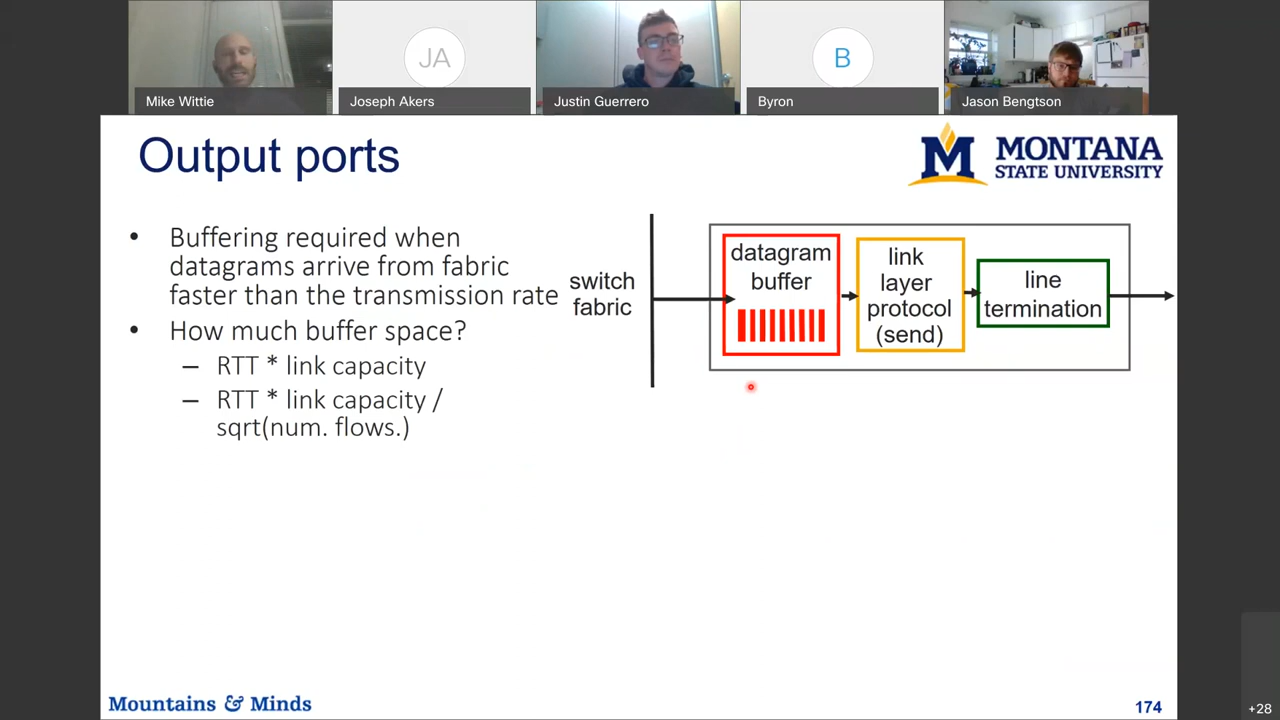 JA
B
Mike Wittie
Joseph Akers
Justin Guerrero
Byron
Jason Bengtson
Output ports
MONTANA
STATE UNIVERSITY
• Buffering required when
datagrams arrive from fabric
faster than the transmission rate
• How much buffer space?
– RTT * link capacity
– RTT * link capacity /
sqrt(num. flows.)
switch
fabric
datagram
buffer
link
layer
protocol
(send)
line
termination
Mountains & Minds
174
+28